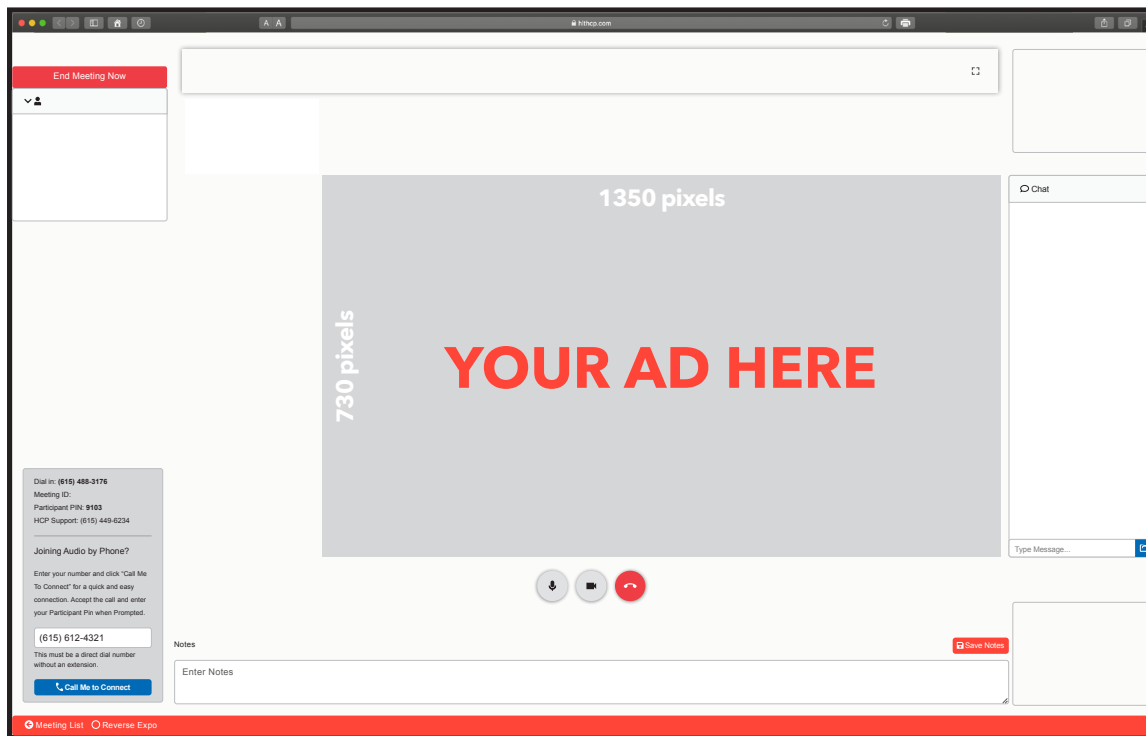 A A
hithcp.com
End Meeting Now
1350 pixels
730 pixels
YOUR AD HERE
Chat
Type Message...
Dial in: (615) 488-3176
Meeting ID:
Participant PIN: 9103
HCP Support: (615) 449-6234
Joining Audio by Phone?
Enter your number and click "Call Me
To Connect" for a quick and easy
connection. Accept the call and enter
your Participant Pin when Prompted.
(615) 612-4321
This must be a direct dial number
without an extension.
Call Me to Connect
Notes
Save Notes
Enter Notes
Meeting List
Reverse Expo